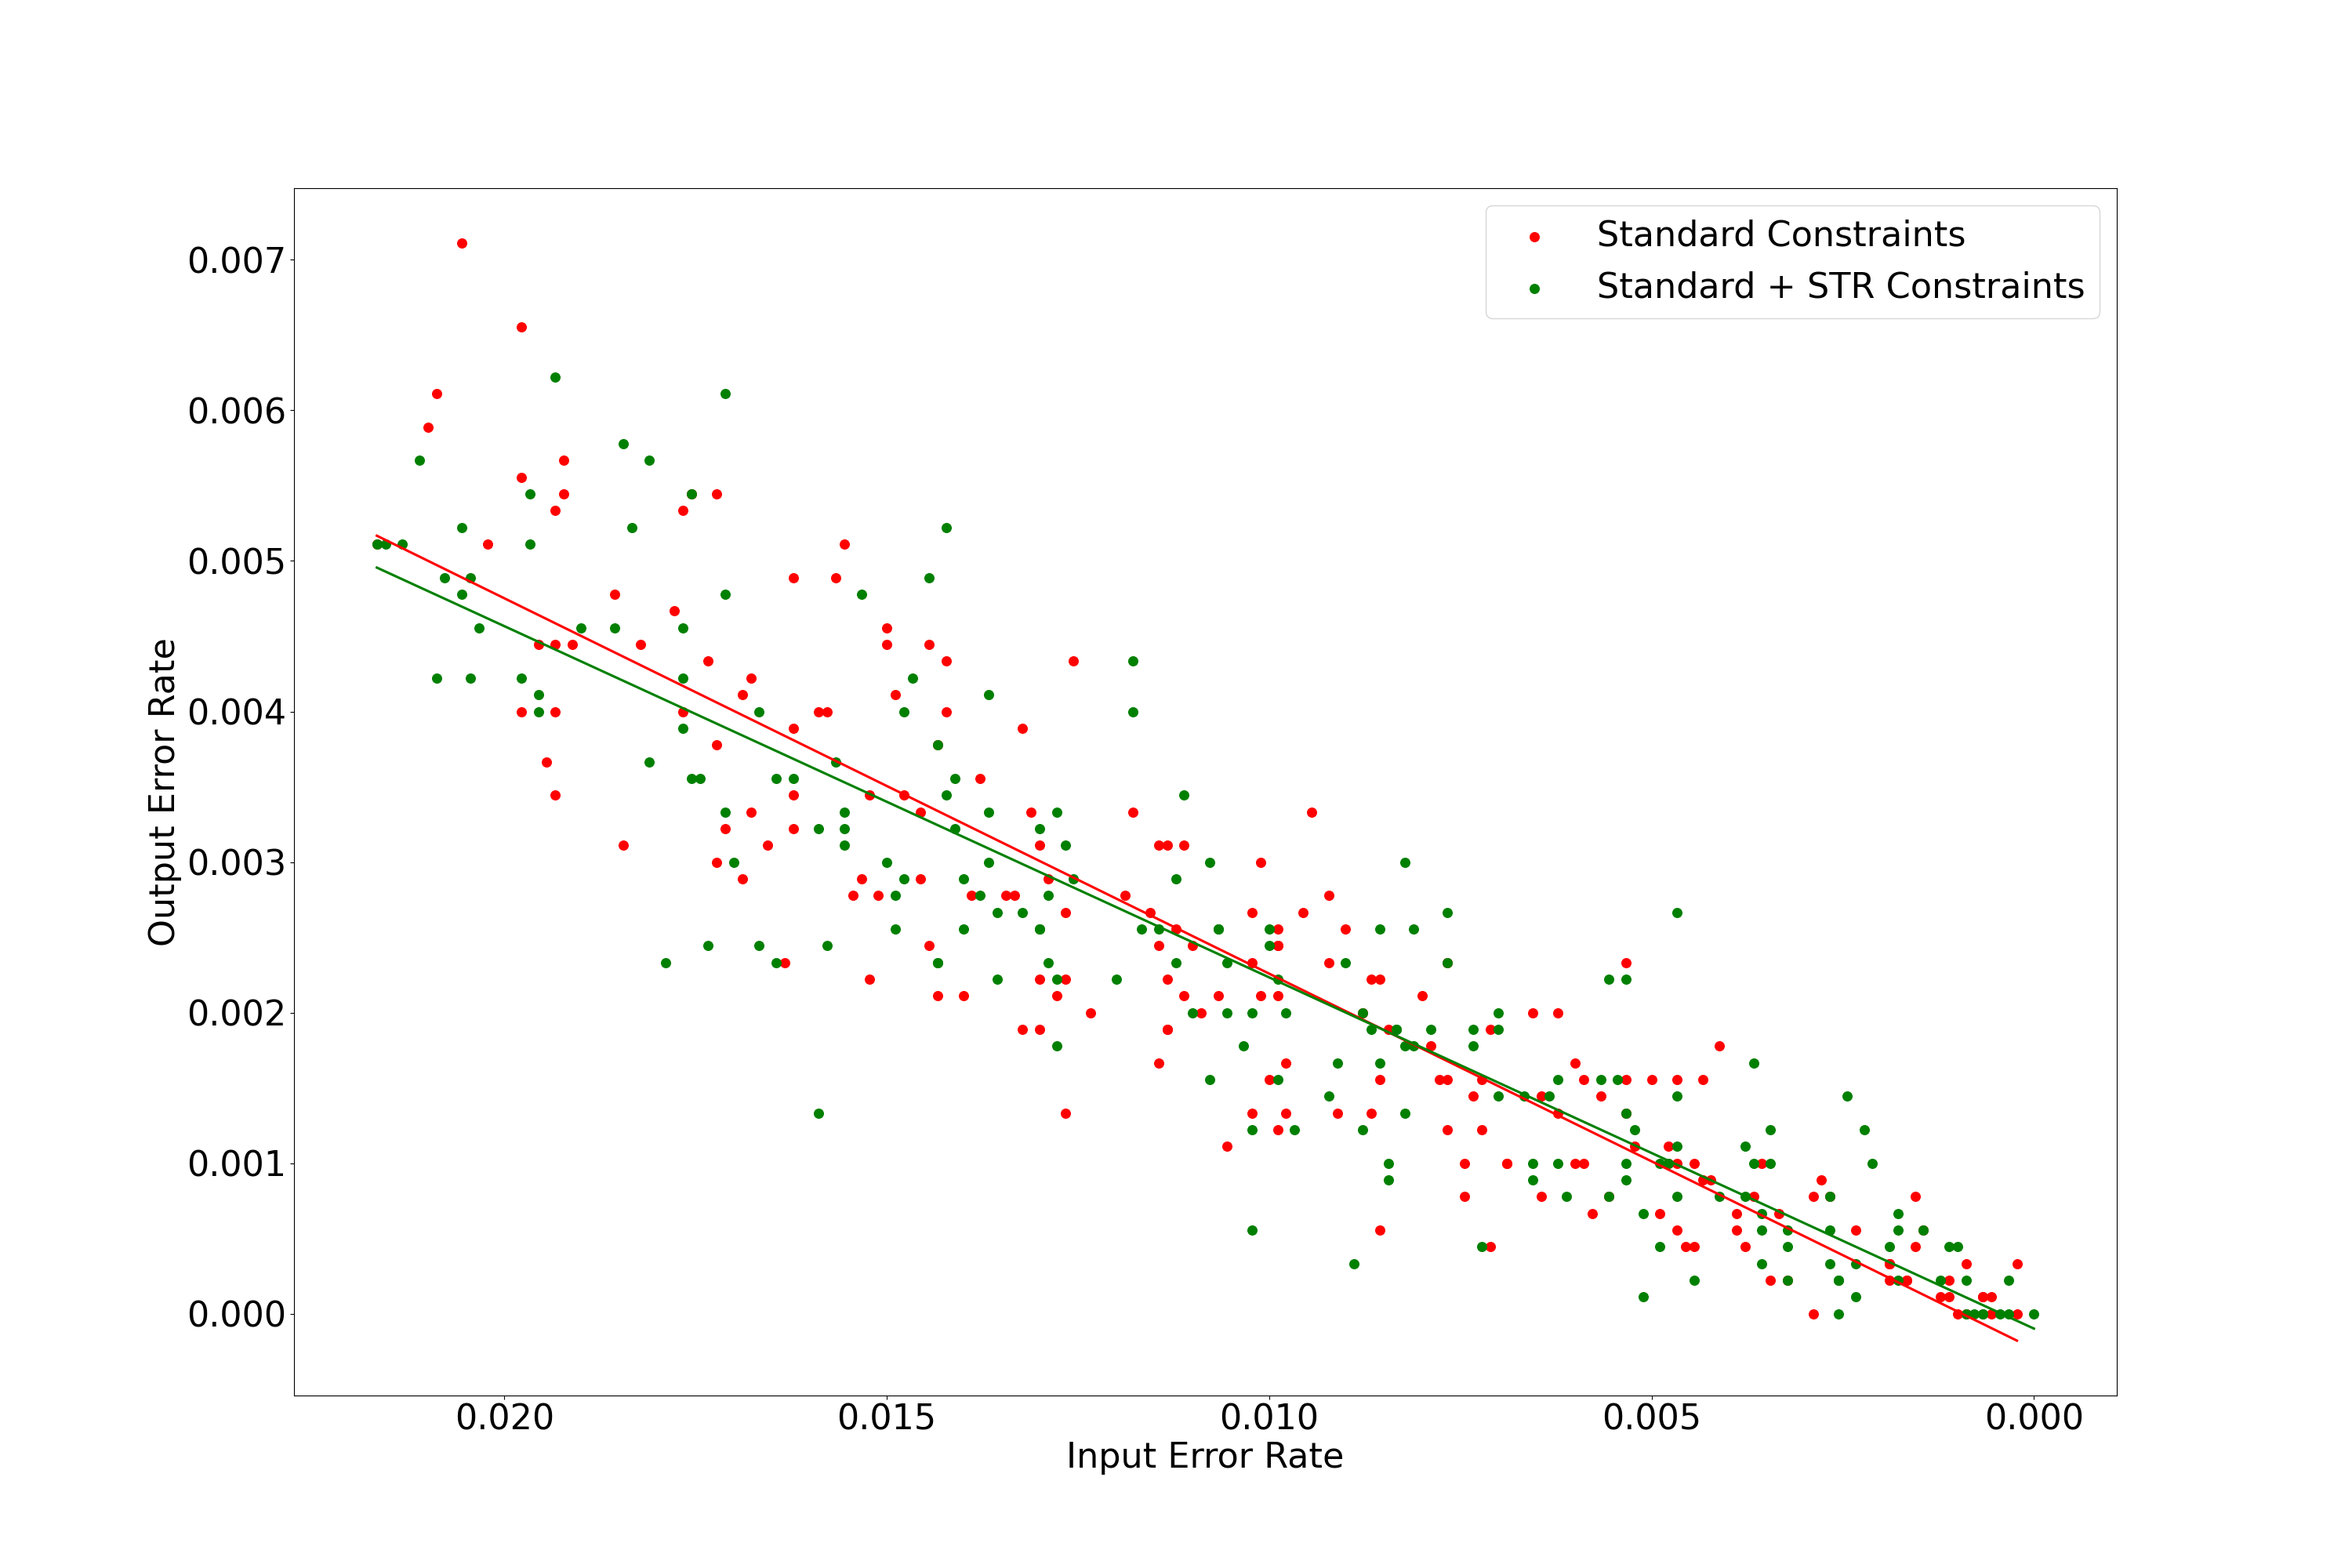 Standard Constraints
Standard + STR Constraints
0.007
0.006
0.005
0.004
0.003
0.002
0.001
0.000
Output Error Rate
0.020 0.015 0.010 0.005 0.000
Input Error Rate